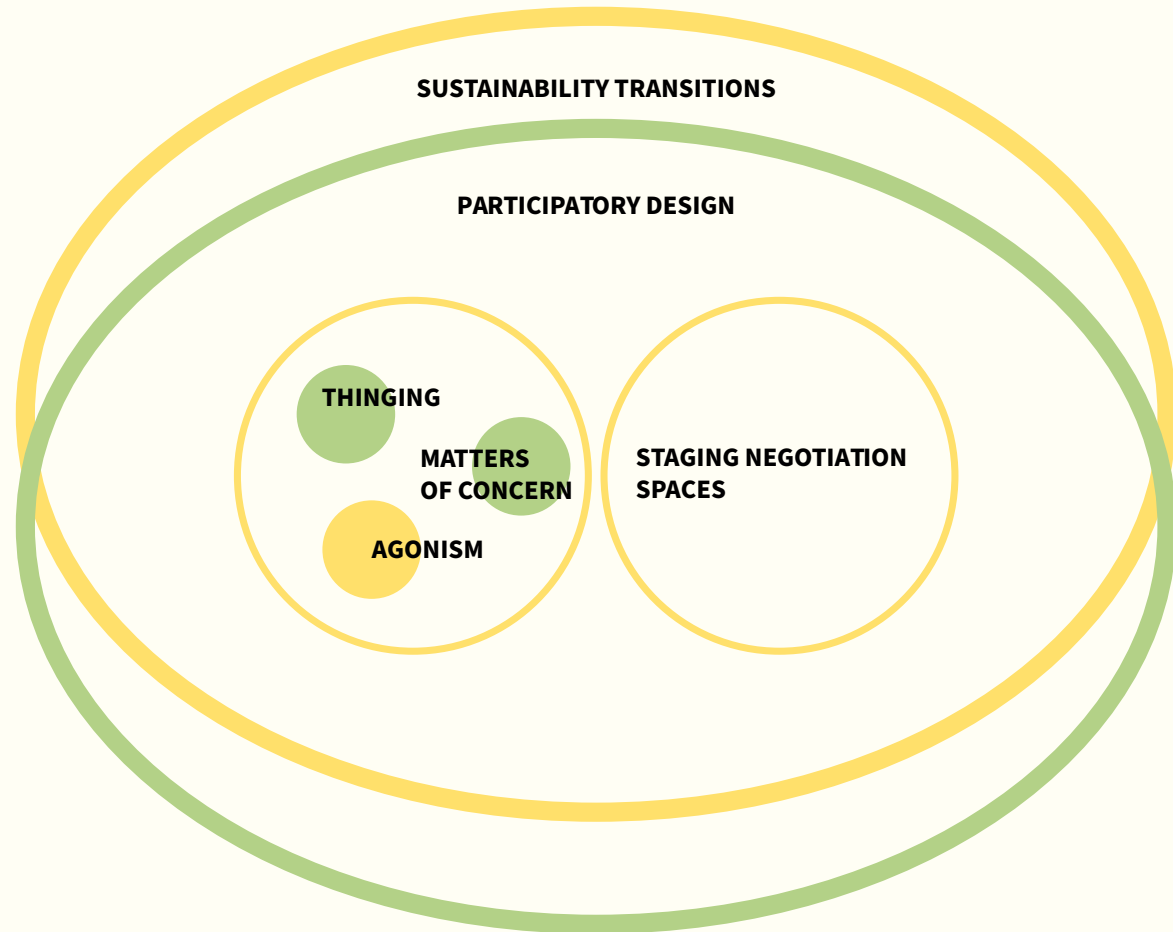 SUSTAINABILITY TRANSITIONS
PARTICIPATORY DESIGN
THINGING
MATTERS
OF CONCERN
AGONISM
STAGING NEGOTIATION
SPACES